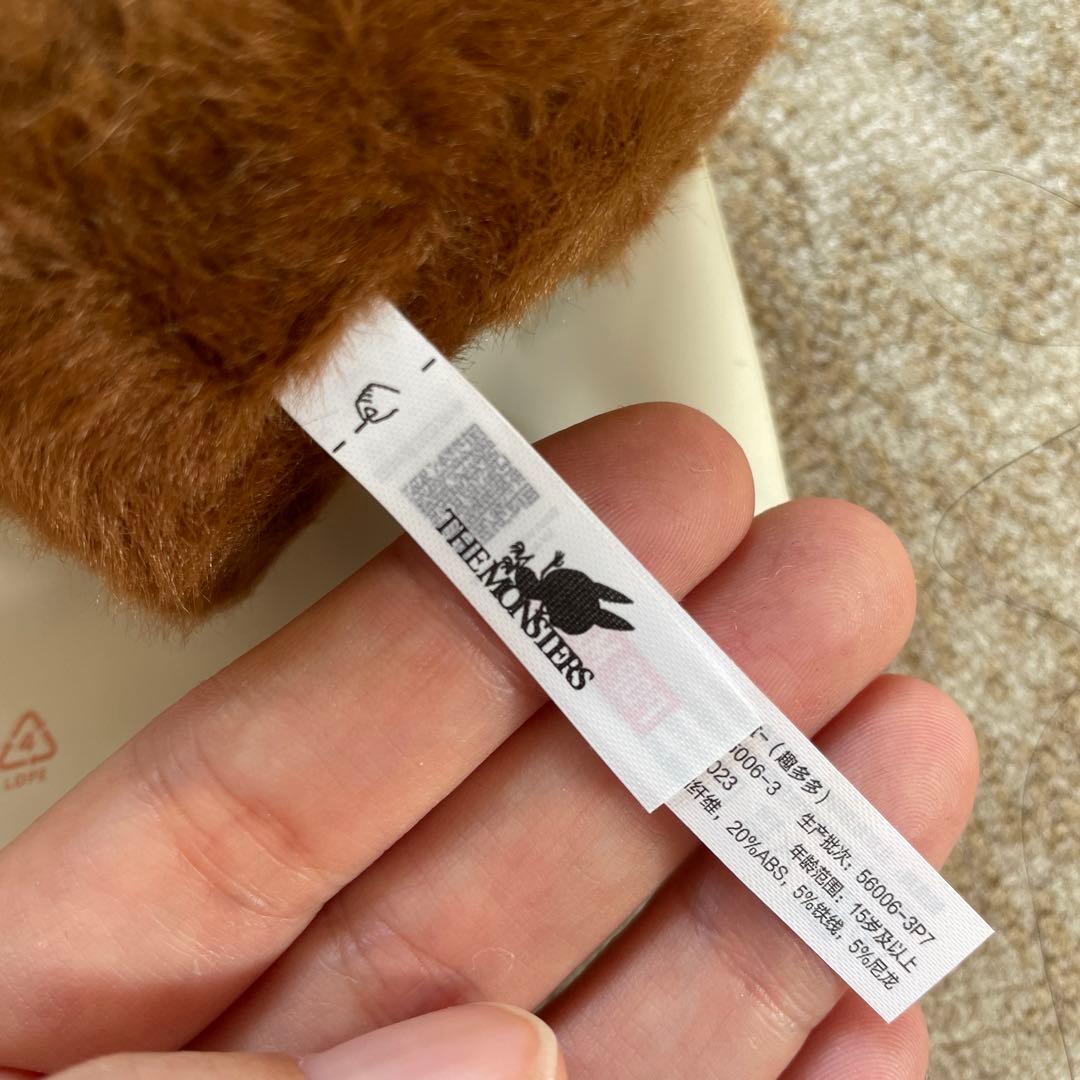 THE MONSTERS
-(趣多多)
006-3 生产批次: 56006-3P7
023 年龄范围: 15岁及以上
纤维, 20%ABS, 5%铁线, 5%尼龙
4
LDPE